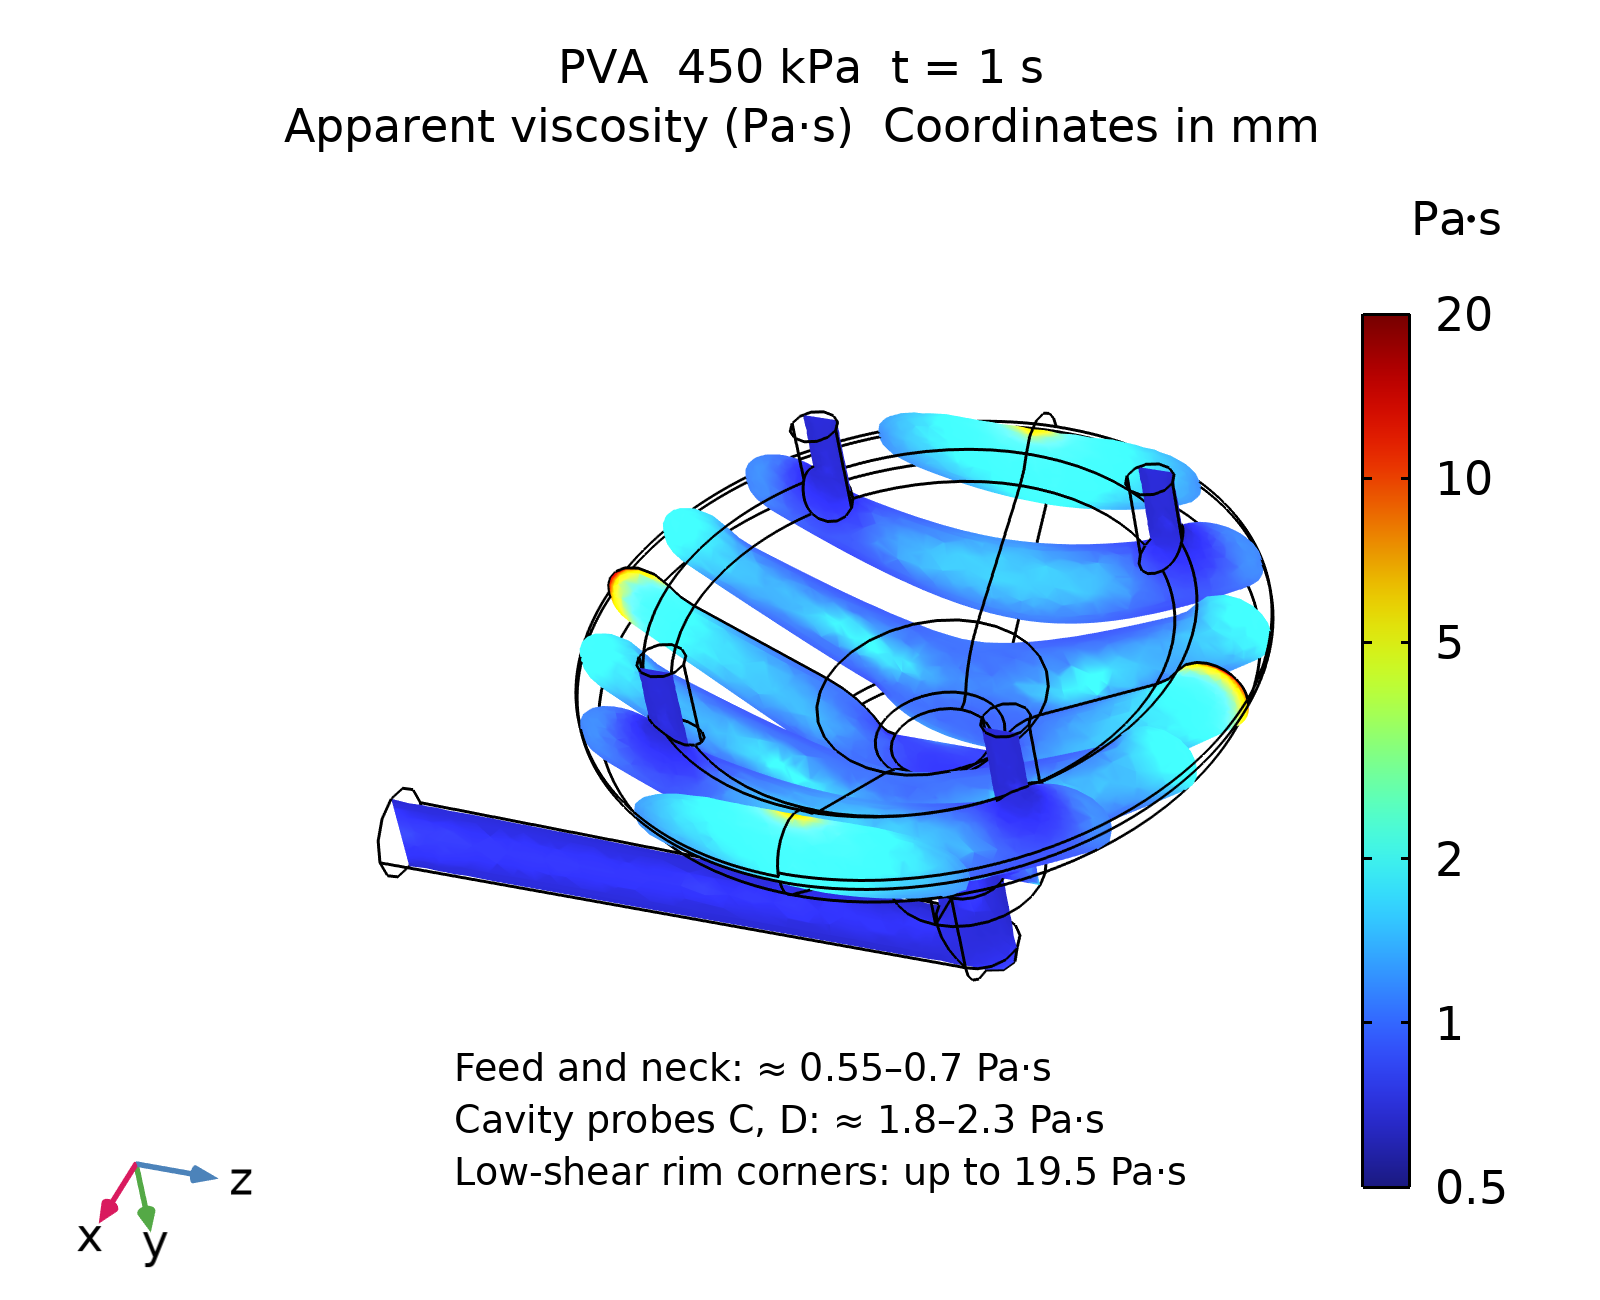 PVA  450 kPa  t = 1 s
Apparent viscosity (Pa·s)  Coordinates in mm
Pa·s
20
10
5
2
1
0.5
Feed and neck: ≈ 0.55–0.7 Pa·s
Cavity probes C, D: ≈ 1.8–2.3 Pa·s
Low-shear rim corners: up to 19.5 Pa·s
z
x
y